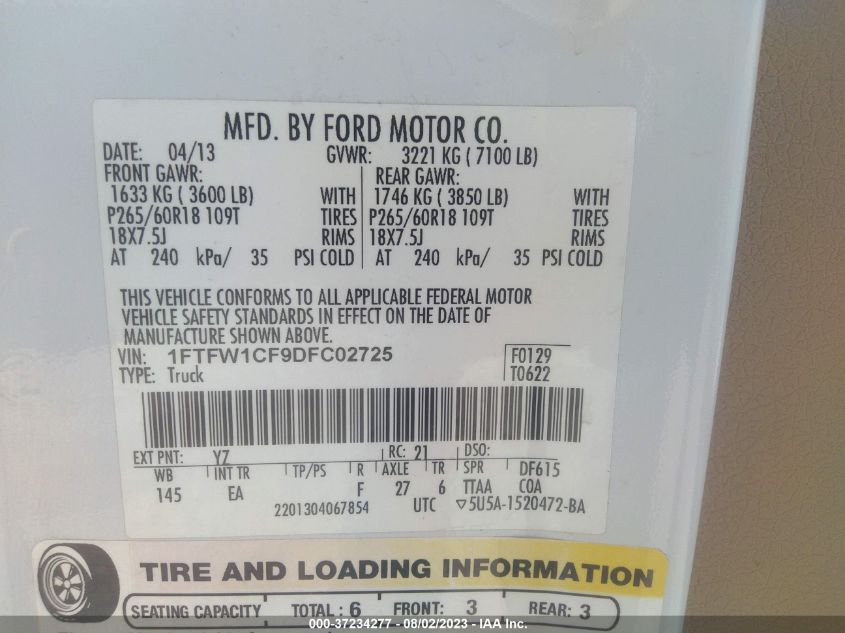 MFD. BY FORD MOTOR CO.
DATE: 04/13 GVWR: 3221 KG ( 7100 LB)
FRONT GAWR: REAR GAWR:
1633 KG ( 3600 LB) WITH 1746 KG ( 3850 LB) WITH
P265/60R18 109T TIRES P265/60R18 109T TIRES
18X7.5J RIMS 18X7.5J RIMS
AT 240 kPa/ 35 PSI COLD AT 240 kPa/ 35 PSI COLD
THIS VEHICLE CONFORMS TO ALL APPLICABLE FEDERAL MOTOR
VEHICLE SAFETY STANDARDS IN EFFECT ON THE DATE OF
MANUFACTURE SHOWN ABOVE.
VIN: 1FTFW1CF9DFC02725 F0129
TYPE: Truck T0622
EXT PNT: YZ RC: 21 DSO:
WB INT TR TP/PS R AXLE TR SPR DF615
145 EA F 27 6 TTAA COA
2201304067854 UTC ▽5U5A-1520472-BA
TIRE AND LOADING INFORMATION
SEATING CAPACITY TOTAL : 6 FRONT: 3 REAR: 3
000-37234277 - 08/02/2023 - IAA Inc.